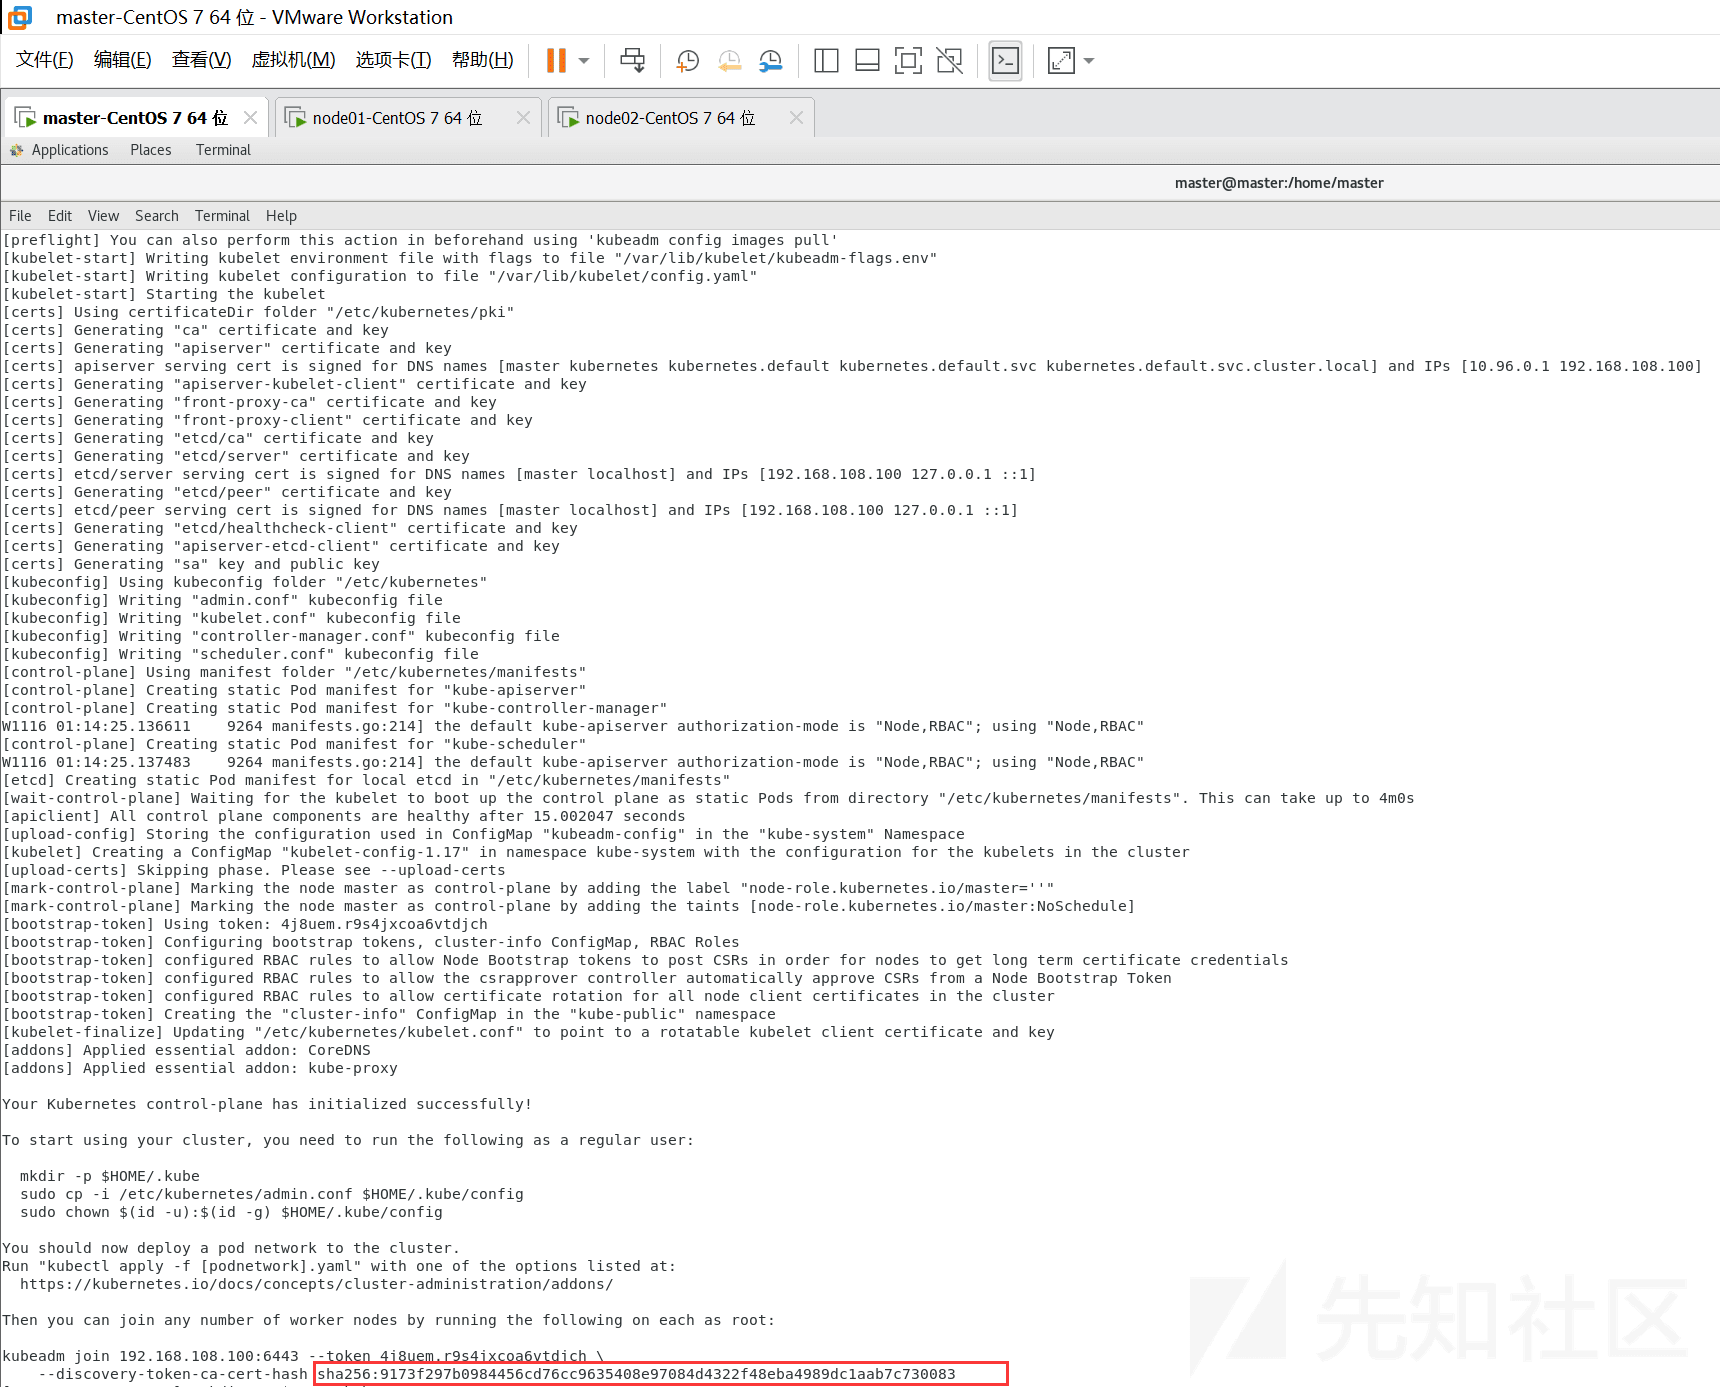 master-CentOS 7 64 位 - VMware Workstation
文件(F) 编辑(E) 查看(V) 虚拟机(M) 选项卡(T) 帮助(H)
master-CentOS 7 64 位 node01-CentOS 7 64 位 node02-CentOS 7 64 位
Applications Places Terminal
master@master:/home/master
File Edit View Search Terminal Help
[preflight] You can also perform this action in beforehand using 'kubeadm config images pull'
[kubelet-start] Writing kubelet environment file with flags to file "/var/lib/kubelet/kubeadm-flags.env"
[kubelet-start] Writing kubelet configuration to file "/var/lib/kubelet/config.yaml"
[kubelet-start] Starting the kubelet
[certs] Using certificateDir folder "/etc/kubernetes/pki"
[certs] Generating "ca" certificate and key
[certs] Generating "apiserver" certificate and key
[certs] apiserver serving cert is signed for DNS names [master kubernetes kubernetes.default kubernetes.default.svc kubernetes.default.svc.cluster.local] and IPs [10.96.0.1 192.168.108.100]
[certs] Generating "apiserver-kubelet-client" certificate and key
[certs] Generating "front-proxy-ca" certificate and key
[certs] Generating "front-proxy-client" certificate and key
[certs] Generating "etcd/ca" certificate and key
[certs] Generating "etcd/server" certificate and key
[certs] etcd/server serving cert is signed for DNS names [master localhost] and IPs [192.168.108.100 127.0.0.1 ::1]
[certs] Generating "etcd/peer" certificate and key
[certs] etcd/peer serving cert is signed for DNS names [master localhost] and IPs [192.168.108.100 127.0.0.1 ::1]
[certs] Generating "etcd/healthcheck-client" certificate and key
[certs] Generating "apiserver-etcd-client" certificate and key
[certs] Generating "sa" key and public key
[kubeconfig] Using kubeconfig folder "/etc/kubernetes"
[kubeconfig] Writing "admin.conf" kubeconfig file
[kubeconfig] Writing "kubelet.conf" kubeconfig file
[kubeconfig] Writing "controller-manager.conf" kubeconfig file
[kubeconfig] Writing "scheduler.conf" kubeconfig file
[control-plane] Using manifest folder "/etc/kubernetes/manifests"
[control-plane] Creating static Pod manifest for "kube-apiserver"
[control-plane] Creating static Pod manifest for "kube-controller-manager"
W1116 01:14:25.136611    9264 manifests.go:214] the default kube-apiserver authorization-mode is "Node,RBAC"; using "Node,RBAC"
[control-plane] Creating static Pod manifest for "kube-scheduler"
W1116 01:14:25.137483    9264 manifests.go:214] the default kube-apiserver authorization-mode is "Node,RBAC"; using "Node,RBAC"
[etcd] Creating static Pod manifest for local etcd in "/etc/kubernetes/manifests"
[wait-control-plane] Waiting for the kubelet to boot up the control plane as static Pods from directory "/etc/kubernetes/manifests". This can take up to 4m0s
[apiclient] All control plane components are healthy after 15.002047 seconds
[upload-config] Storing the configuration used in ConfigMap "kubeadm-config" in the "kube-system" Namespace
[kubelet] Creating a ConfigMap "kubelet-config-1.17" in namespace kube-system with the configuration for the kubelets in the cluster
[upload-certs] Skipping phase. Please see --upload-certs
[mark-control-plane] Marking the node master as control-plane by adding the label "node-role.kubernetes.io/master=''"
[mark-control-plane] Marking the node master as control-plane by adding the taints [node-role.kubernetes.io/master:NoSchedule]
[bootstrap-token] Using token: 4j8uem.r9s4jxcoa6vtdjch
[bootstrap-token] Configuring bootstrap tokens, cluster-info ConfigMap, RBAC Roles
[bootstrap-token] configured RBAC rules to allow Node Bootstrap tokens to post CSRs in order for nodes to get long term certificate credentials
[bootstrap-token] configured RBAC rules to allow the csrapprover controller automatically approve CSRs from a Node Bootstrap Token
[bootstrap-token] configured RBAC rules to allow certificate rotation for all node client certificates in the cluster
[bootstrap-token] Creating the "cluster-info" ConfigMap in the "kube-public" namespace
[kubelet-finalize] Updating "/etc/kubernetes/kubelet.conf" to point to a rotatable kubelet client certificate and key
[addons] Applied essential addon: CoreDNS
[addons] Applied essential addon: kube-proxy
Your Kubernetes control-plane has initialized successfully!
To start using your cluster, you need to run the following as a regular user:
mkdir -p $HOME/.kube
sudo cp -i /etc/kubernetes/admin.conf $HOME/.kube/config
sudo chown $(id -u):$(id -g) $HOME/.kube/config
You should now deploy a pod network to the cluster.
Run "kubectl apply -f [podnetwork].yaml" with one of the options listed at:
https://kubernetes.io/docs/concepts/cluster-administration/addons/
Then you can join any number of worker nodes by running the following on each as root:
kubeadm join 192.168.108.100:6443 --token 4j8uem.r9s4jxcoa6vtdjch \
--discovery-token-ca-cert-hash sha256:9173f297b0984456cd76cc9635408e97084d4322f48eba4989dc1aab7c730083
先知社区